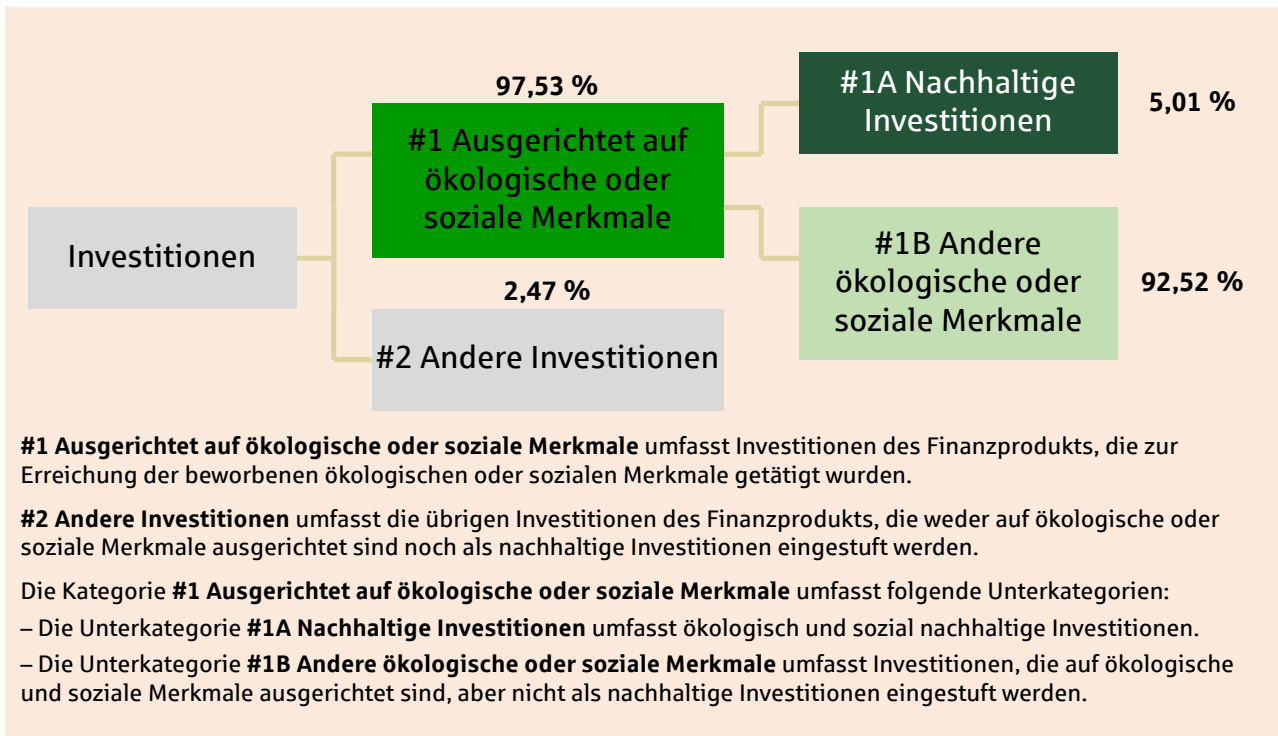 97,53 %
#1 Ausgerichtet auf
ökologische oder
soziale Merkmale
#1A Nachhaltige
Investitionen
5,01 %
Investitionen
#1B Andere
ökologische oder
soziale Merkmale
92,52 %
2,47 %
#2 Andere Investitionen
#1 Ausgerichtet auf ökologische oder soziale Merkmale umfasst Investitionen des Finanzprodukts, die zur
Erreichung der beworbenen ökologischen oder sozialen Merkmale getätigt wurden.
#2 Andere Investitionen umfasst die übrigen Investitionen des Finanzprodukts, die weder auf ökologische oder
soziale Merkmale ausgerichtet sind noch als nachhaltige Investitionen eingestuft werden.
Die Kategorie #1 Ausgerichtet auf ökologische oder soziale Merkmale umfasst folgende Unterkategorien:
– Die Unterkategorie #1A Nachhaltige Investitionen umfasst ökologisch und sozial nachhaltige Investitionen.
– Die Unterkategorie #1B Andere ökologische oder soziale Merkmale umfasst Investitionen, die auf ökologische
und soziale Merkmale ausgerichtet sind, aber nicht als nachhaltige Investitionen eingestuft werden.